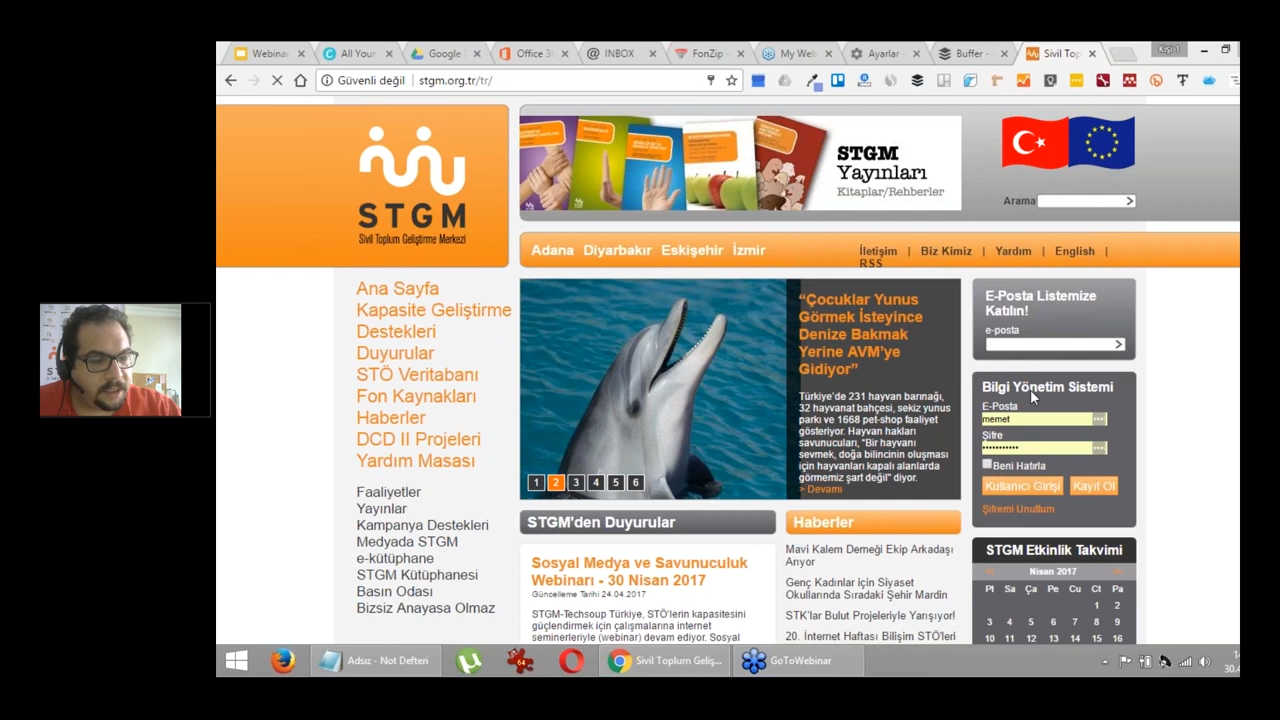 Webinar
All Your
Google
Office 3
INBOX
FonZip -
My Web
Ayarlar -
Buffer -
Sivil Top
Kişi 1
Güvenli değil | stgm.org.tr/tr/
STGM
Sivil Toplum Geliştirme Merkezi
STGM
Yayınları
Kitaplar/Rehberler
Arama
Adana Diyarbakır Eskişehir İzmir
İletişim | Biz Kimiz | Yardım | English |
RSS
Ana Sayfa
Kapasite Geliştirme
Destekleri
Duyurular
STÖ Veritabanı
Fon Kaynakları
Haberler
DCD II Projeleri
Yardım Masası
Faaliyetler
Yayınlar
Kampanya Destekleri
Medyada STGM
e-kütüphane
STGM Kütüphanesi
Basın Odası
Bizsiz Anayasa Olmaz
“Çocuklar Yunus
Görmek İsteyince
Denize Bakmak
Yerine AVM’ye
Gidiyor”
Türkiye'de 231 hayvan barınağı,
32 hayvanat bahçesi, sekiz yunus
parkı ve 1668 pet-shop faaliyet
gösteriyor. Hayvan hakları
savunucuları, "Bir hayvanı
sevmek, doğa bilincinin oluşması
için hayvanları kapalı alanlarda
görmemiz şart değil" diyor.
> Devamı
1 2 3 4 5 6
STGM'den Duyurular
Sosyal Medya ve Savunuculuk
Webinarı - 30 Nisan 2017
Güncelleme Tarihi 24.04.2017
STGM-Techsoup Türkiye, STÖ'lerin kapasitesini
güçlendirmek için çalışmalarına internet
seminerleriyle (webinar) devam ediyor. Sosyal
Haberler
Mavi Kalem Derneği Ekip Arkadaşı
Arıyor
Genç Kadınlar için Siyaset
Okullarında Sıradaki Şehir Mardin
STK'lar Bulut Projeleriyle Yarışıyor!
20. İnternet Haftası Bilişim STÖ'leri
E-Posta Listemize
Katılın!
e-posta
Bilgi Yönetim Sistemi
E-Posta
memet
Şifre
Beni Hatırla
Kullanıcı Girişi
Kayıt Ol
Şifremi Unuttum
STGM Etkinlik Takvimi
Nisan 2017
Pt Sa Ça Pe Cu Ct Pa
1 2
3 4 5 6 7 8 9
10 11 12 13 14 15 16
Adsız - Not Defteri
64
Sivil Toplum Geliş...
GoToWebinar
30.4